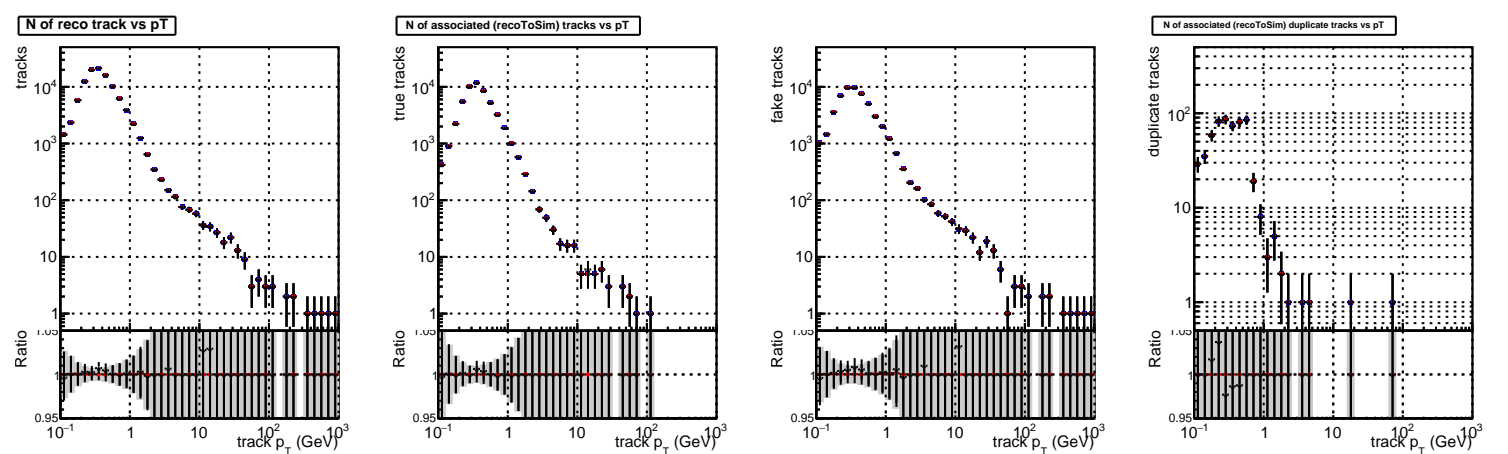 N of reco track vs pT
N of associated (recoToSim) tracks vs pT
N of associated (recoToSim) duplicate tracks vs pT
tracks
10^4
10^3
10^2
10
1
Ratio
1.05
1
0.95
10^-1 1 10 10^2 10^3
track p_T (GeV)
true tracks
10^4
10^3
10^2
10
1
Ratio
1.05
1
0.95
10^-1 1 10 10^2 10^3
track p_T (GeV)
fake tracks
10^4
10^3
10^2
10
1
Ratio
1.05
1
0.95
10^-1 1 10 10^2 10^3
track p_T (GeV)
duplicate tracks
10^2
10
1
Ratio
1.05
1
0.95
10^-1 1 10 10^2 10^3
track p_T (GeV)